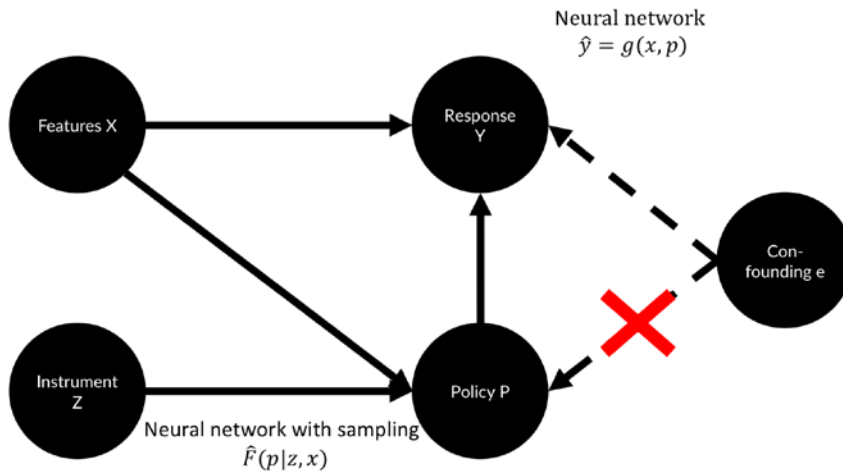 Neural network
ŷ = g(x, p)
Features X
Response
Y
Con-
founding e
Instrument
Z
Policy P
Neural network with sampling
F̂(p|z, x)